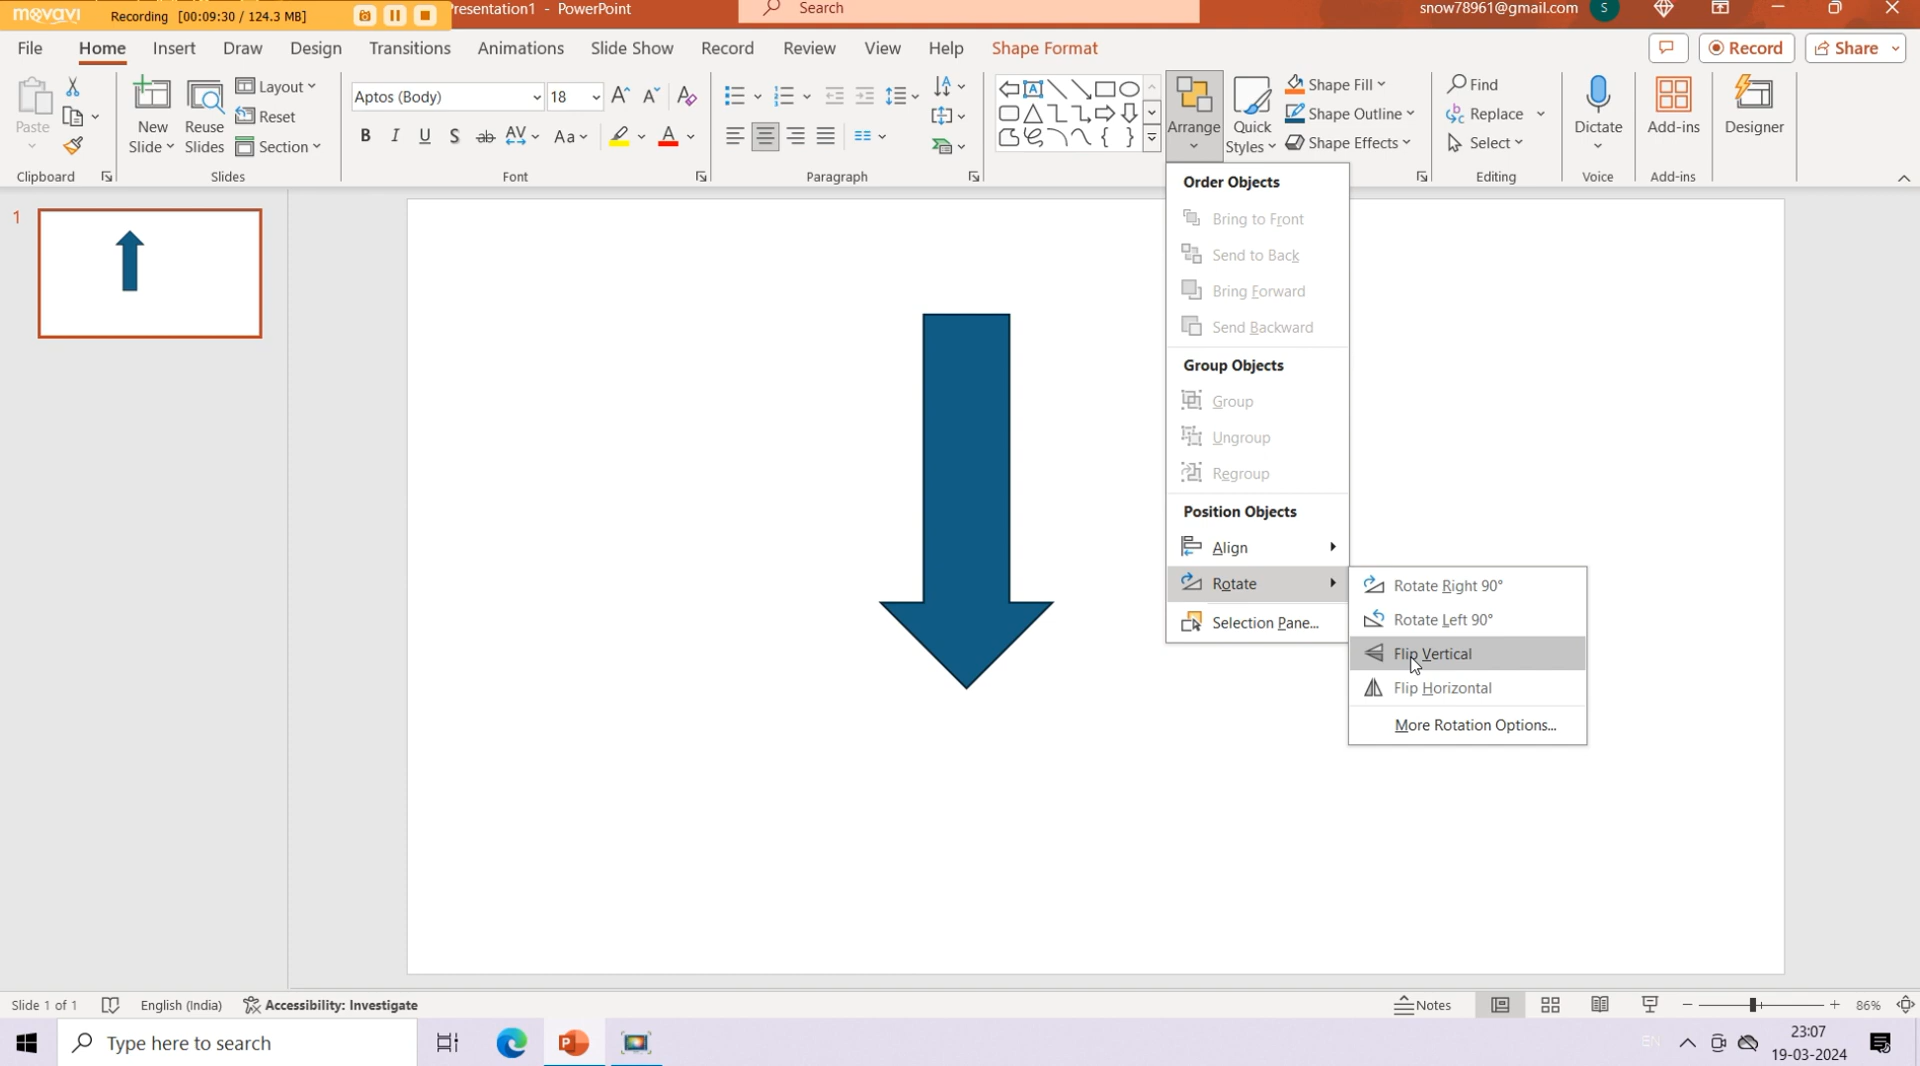 movavi Recording [00:09:30 / 124.3 MB] resentation1 - PowerPoint Search snow78961@gmail.com S
File Home Insert Draw Design Transitions Animations Slide Show Record Review View Help Shape Format Record Share
Paste
New Slide
Reuse Slides
Layout
Reset
Section
Aptos (Body) 18
B I U S ab AV Aa A
Arrange
Quick Styles
Shape Fill
Shape Outline
Shape Effects
Find
Replace
Select
Dictate
Add-ins
Designer
Clipboard Slides Font Paragraph Editing Voice Add-ins
1
Order Objects
Bring to Front
Send to Back
Bring Forward
Send Backward
Group Objects
Group
Ungroup
Regroup
Position Objects
Align
Rotate
Selection Pane...
Rotate Right 90°
Rotate Left 90°
Flip Vertical
Flip Horizontal
More Rotation Options...
Slide 1 of 1 English (India) Accessibility: Investigate Notes 86%
Type here to search
EN
23:07
19-03-2024